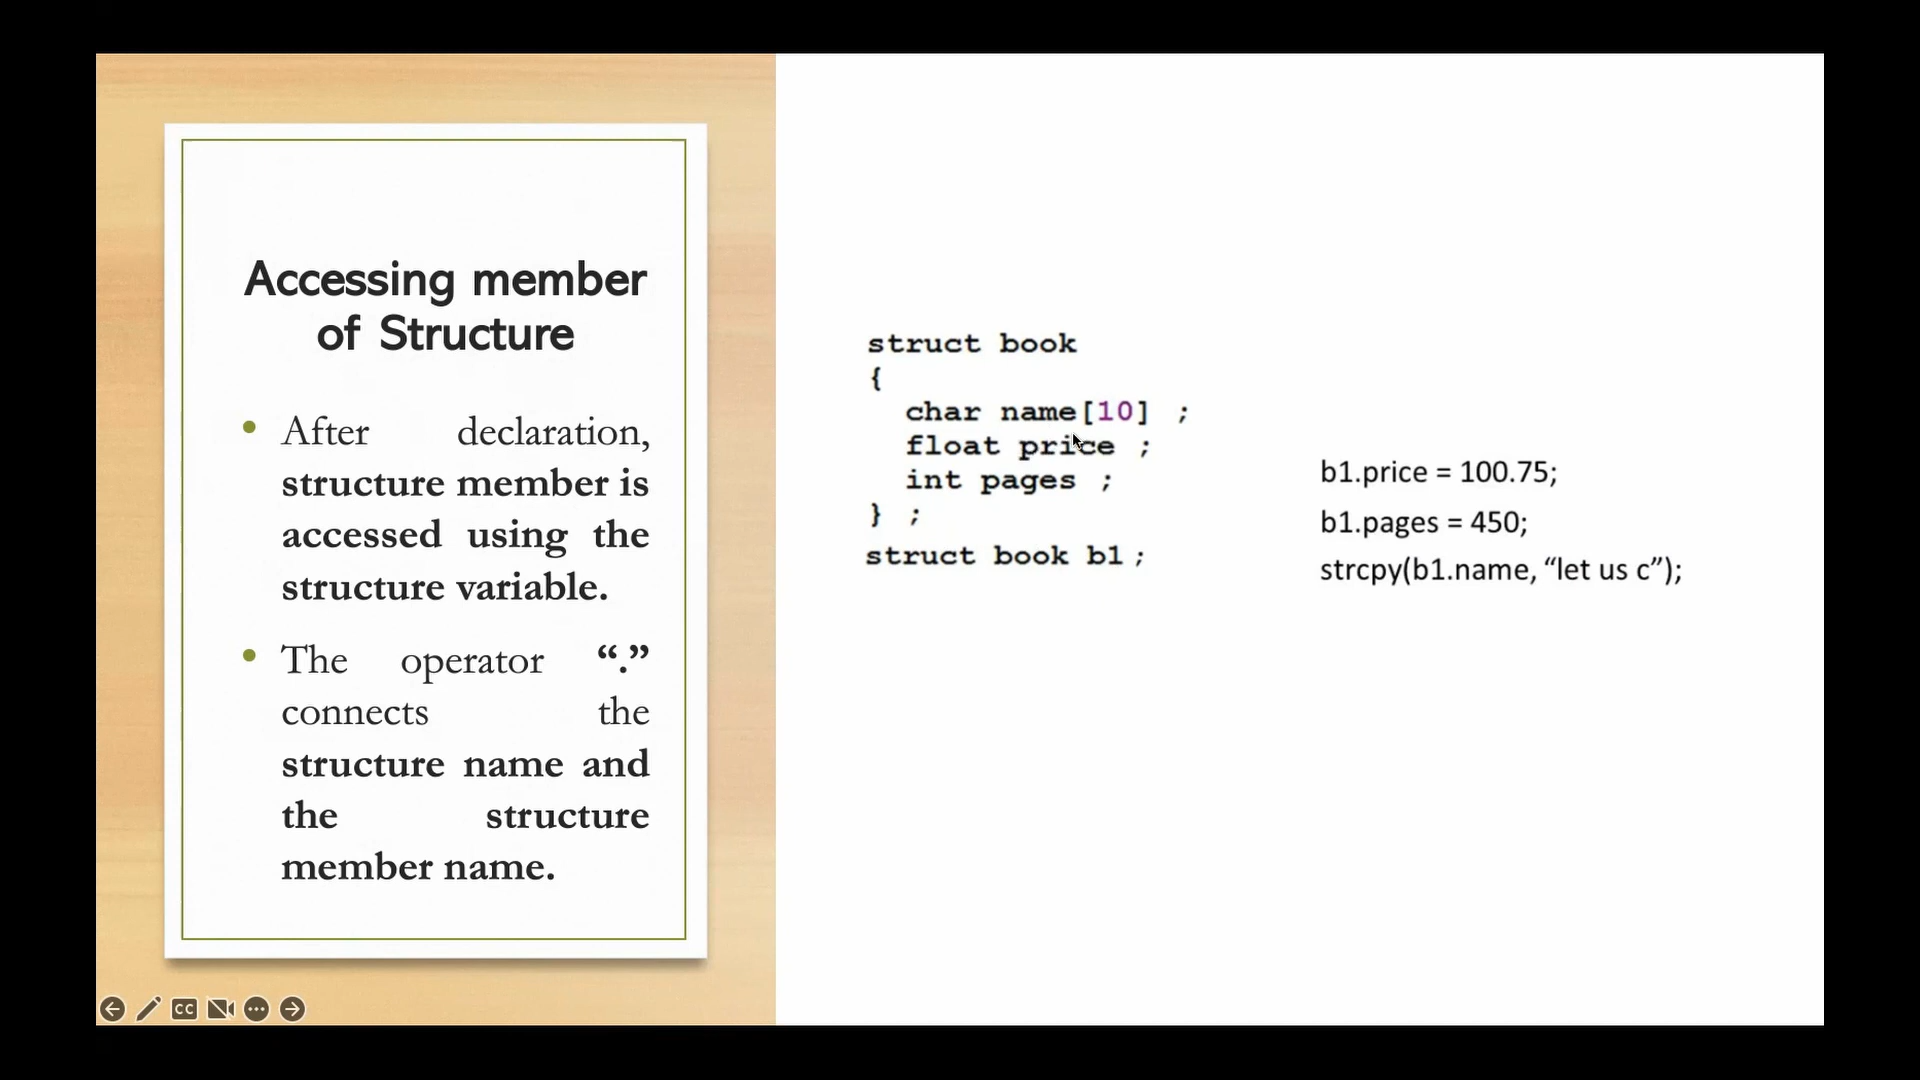 Accessing member
of Structure
• After declaration,
structure member is
accessed using the
structure variable.
• The operator “.”
connects the
structure name and
the structure
member name.
struct book
{
char name[10] ;
float price ;
int pages ;
} ;
struct book b1 ;
b1.price = 100.75;
b1.pages = 450;
strcpy(b1.name, “let us c”);
CC